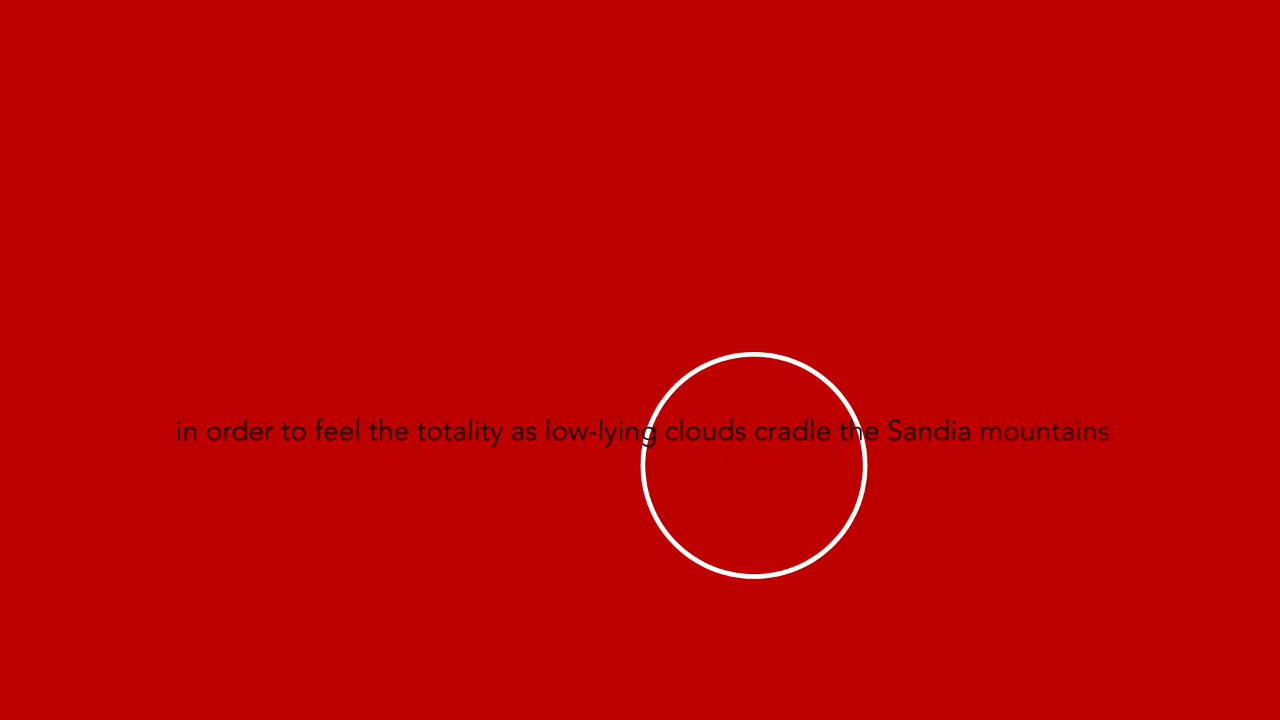 in order to feel the totality as low-lying clouds cradle the Sandia mountains